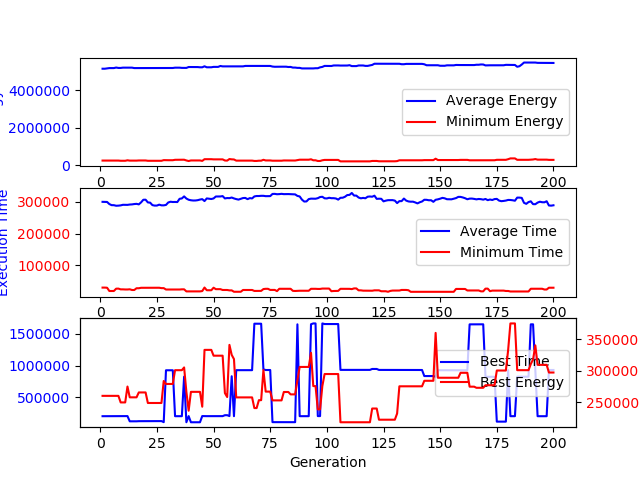 4000000
2000000
0
Average Energy
Minimum Energy
0 25 50 75 100 125 150 175 200
Execution Time
300000
200000
100000
Average Time
Minimum Time
0 25 50 75 100 125 150 175 200
1500000
1000000
500000
Best Time
Best Energy
350000
300000
250000
0 25 50 75 100 125 150 175 200
Generation